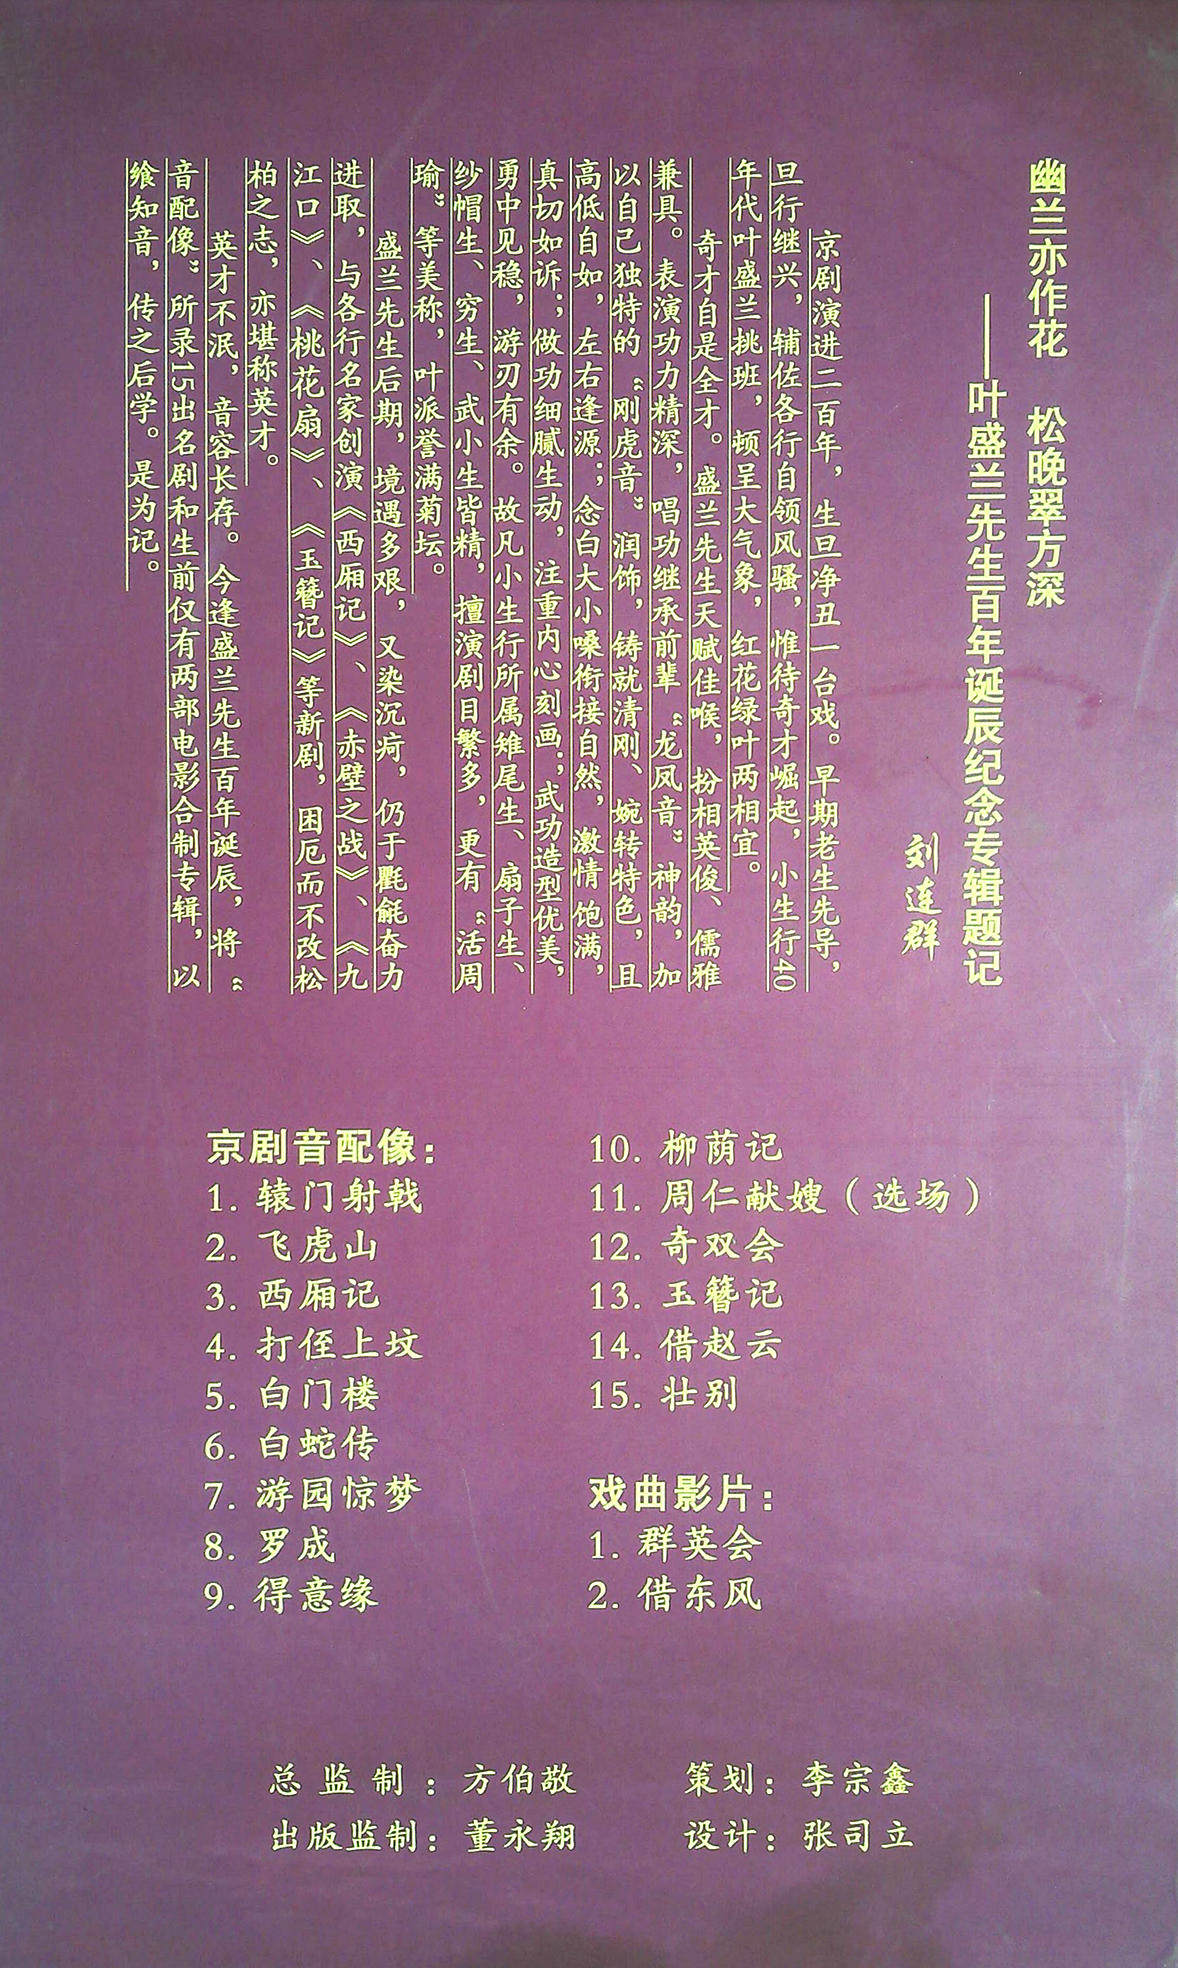 幽兰亦作花　松晚翠方深
——叶盛兰先生百年诞辰纪念专辑题记
刘连群
京剧演进二百年，生旦净丑一台戏。早期老生先导，
旦行继兴，辅佐各行自领风骚，惟待奇才崛起，小生行40
年代叶盛兰挑班，顿呈大气象，红花绿叶两相宜。
奇才自是全才。盛兰先生天赋佳喉，扮相英俊、儒雅
兼具。表演功力精深，唱功继承前辈“龙凤音”神韵，加
以自己独特的“刚虎音”润饰，铸就清刚、婉转特色，且
高低自如，左右逢源；念白大小嗓衔接自然，激情饱满，
真切如诉；做功细腻生动，注重内心刻画；武功造型优美，
勇中见稳，游刃有余。故凡小生行所属雉尾生、扇子生、
纱帽生、穷生、武小生皆精，擅演剧目繁多，更有“活周
瑜”等美称，叶派誉满菊坛。
盛兰先生后期，境遇多艰，又染沉疴，仍于氍毹奋力
进取，与各行名家创演《西厢记》、《赤壁之战》、《九
江口》、《桃花扇》、《玉簪记》等新剧，困厄而不改松
柏之志，亦堪称英才。
英才不泯，音容长存。今逢盛兰先生百年诞辰，将“
音配像”所录15出名剧和生前仅有两部电影合制专辑，以
飨知音，传之后学。是为记。
京剧音配像：
1. 辕门射戟
2. 飞虎山
3. 西厢记
4. 打侄上坟
5. 白门楼
6. 白蛇传
7. 游园惊梦
8. 罗成
9. 得意缘
10. 柳荫记
11. 周仁献嫂（选场）
12. 奇双会
13. 玉簪记
14. 借赵云
15. 壮别
戏曲影片：
1. 群英会
2. 借东风
总监制：方伯敬
出版监制：董永翔
策划：李宗鑫
设计：张司立